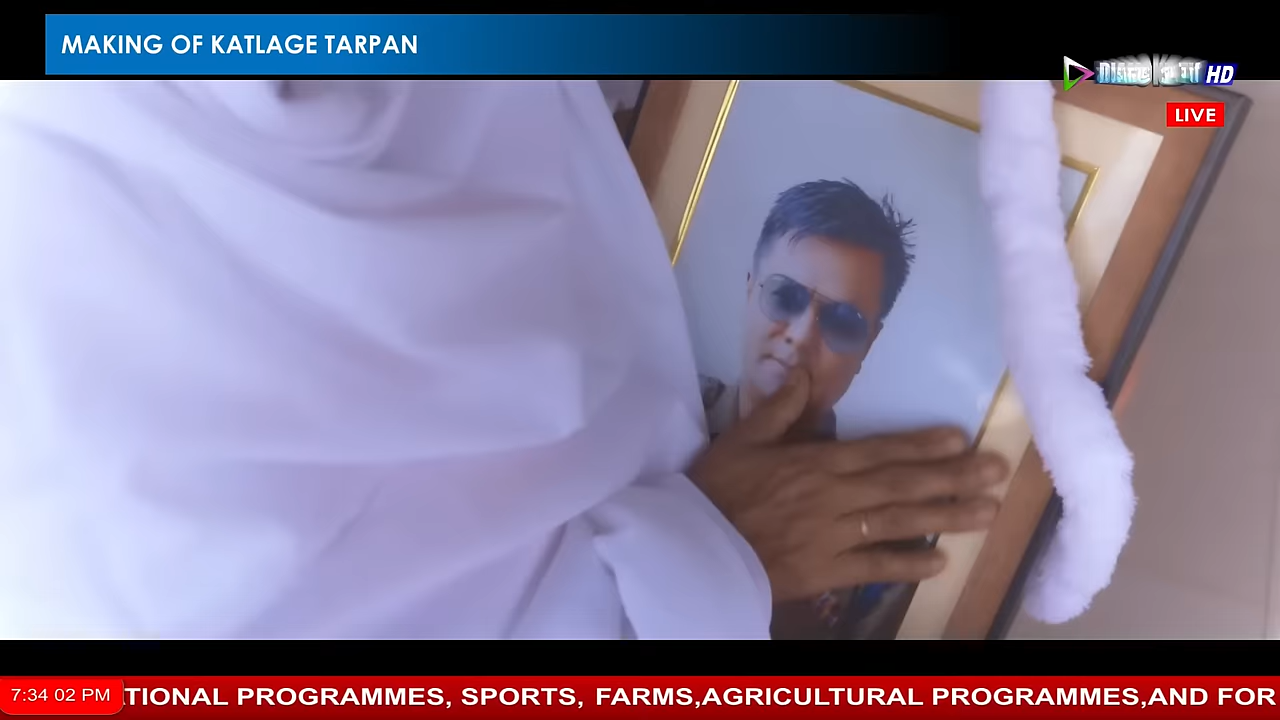 MAKING OF KATLAGE TARPAN
HD
LIVE
7:34 02 PM
TIONAL PROGRAMMES, SPORTS, FARMS,AGRICULTURAL PROGRAMMES,AND FOR